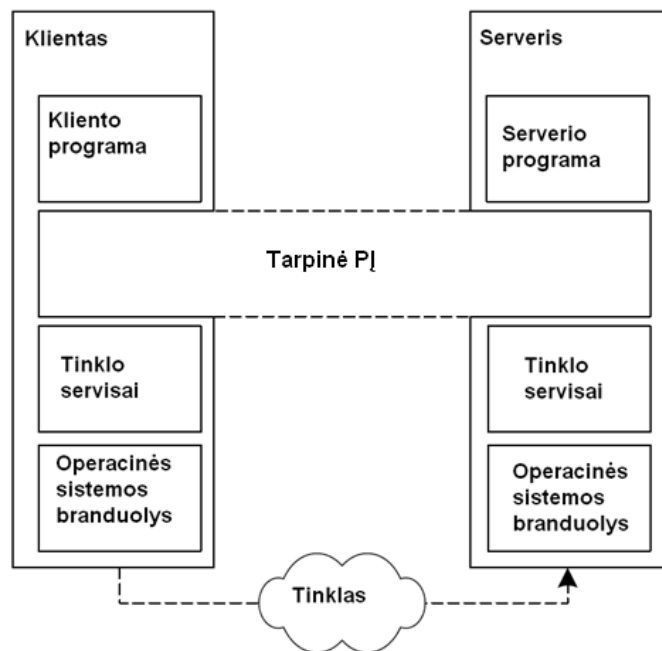 Klientas
Kliento
programa
Serveris
Serverio
programa
Tarpinė PĮ
Tinklo
servisai
Tinklo
servisai
Operacinės
sistemos
branduolys
Operacinės
sistemos
branduolys
Tinklas